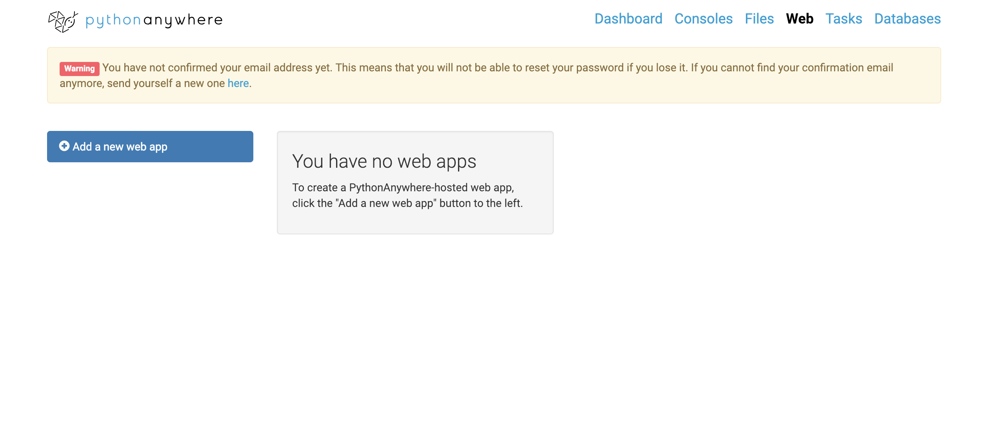 pythonanywhere
Dashboard Consoles Files Web Tasks Databases
Warning You have not confirmed your email address yet. This means that you will not be able to reset your password if you lose it. If you cannot find your confirmation email
anymore, send yourself a new one here.
Add a new web app
You have no web apps
To create a PythonAnywhere-hosted web app,
click the "Add a new web app" button to the left.